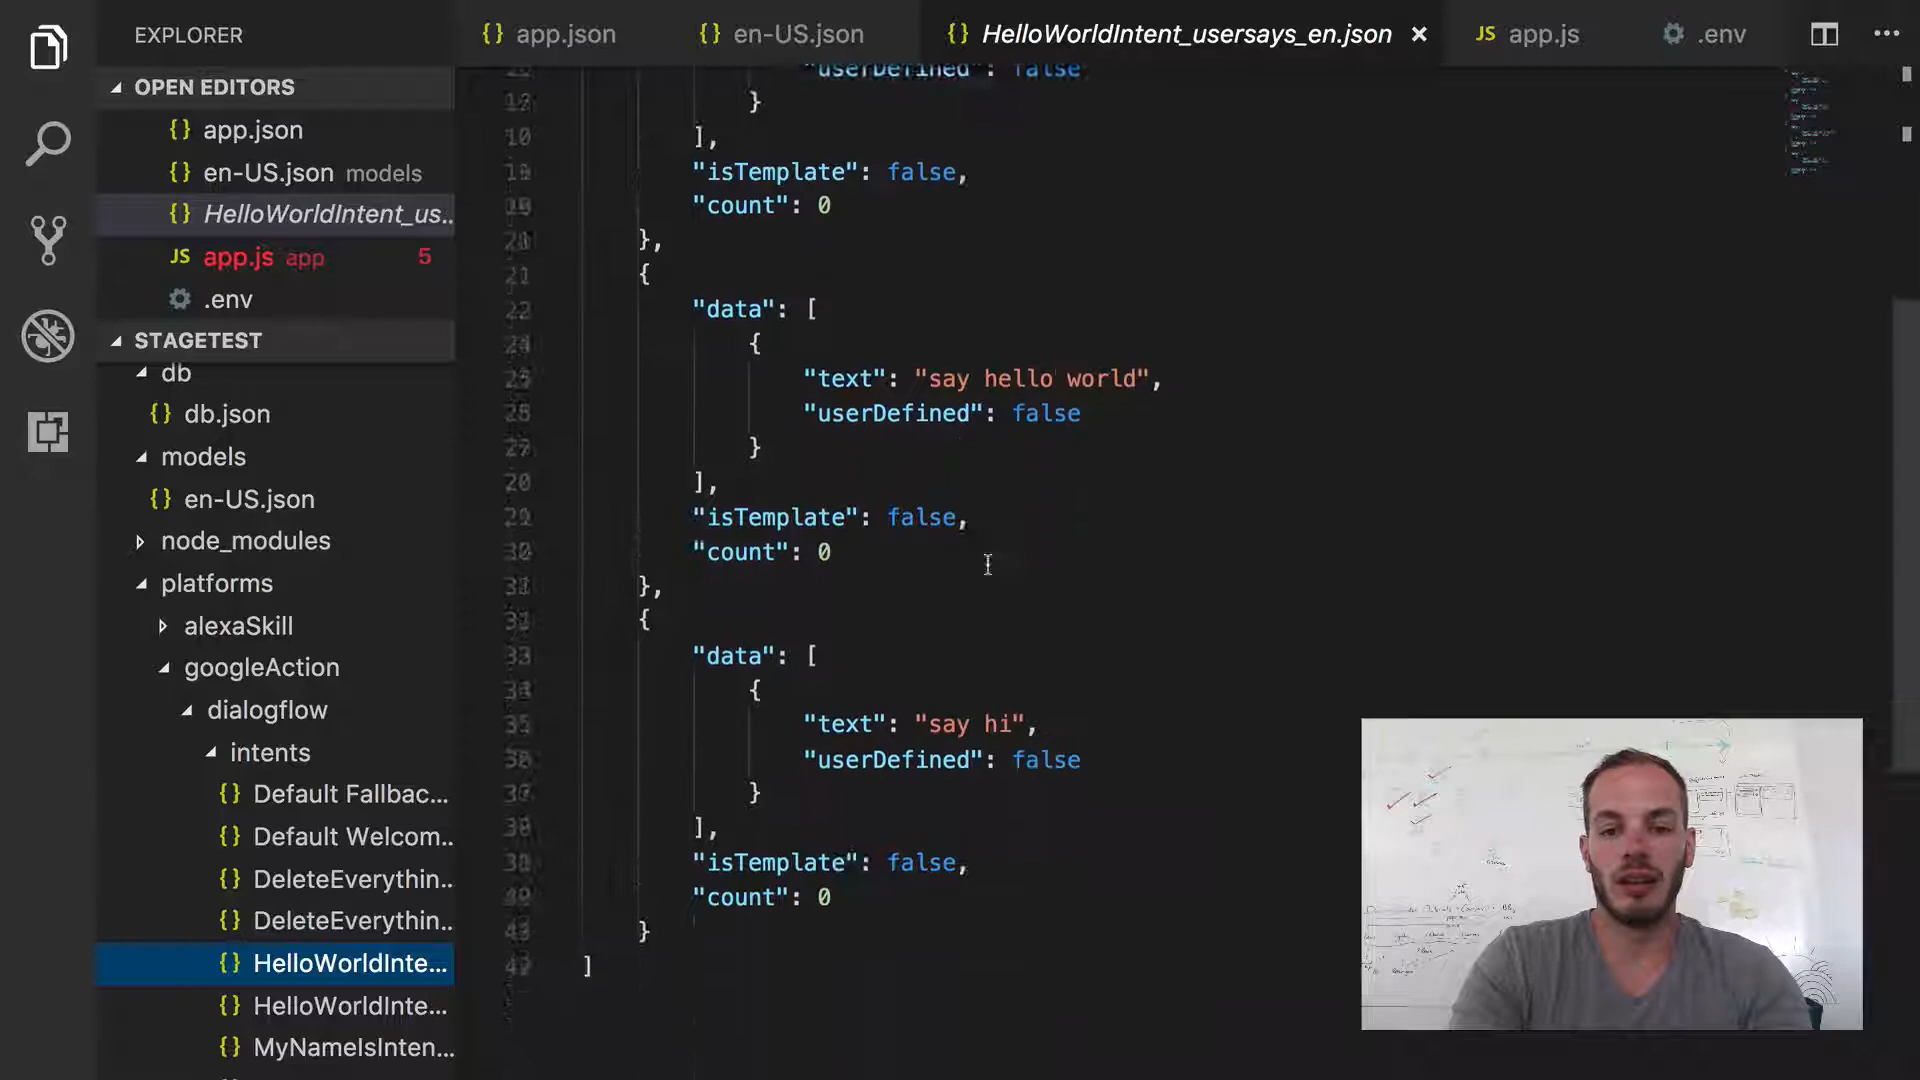 EXPLORER
OPEN EDITORS
{} app.json
{} en-US.json models
{} HelloWorldIntent_us..
JS app.js app 5
.env
STAGETEST
db
{} db.json
models
{} en-US.json
node_modules
platforms
alexaSkill
googleAction
dialogflow
intents
{} Default Fallbac...
{} Default Welcom..
{} DeleteEverythin..
{} DeleteEverythin..
{} HelloWorldInte...
{} HelloWorldInte...
{} MyNameIsInten...
{} app.json
{} en-US.json
{} HelloWorldIntent_usersays_en.json ×
JS app.js
.env
...
"userDefined": false
}
],
"isTemplate": false,
"count": 0
},
{
"data": [
{
"text": "say hello world",
"userDefined": false
}
],
"isTemplate": false,
"count": 0
},
{
"data": [
{
"text": "say hi",
"userDefined": false
}
],
"isTemplate": false,
"count": 0
}
]